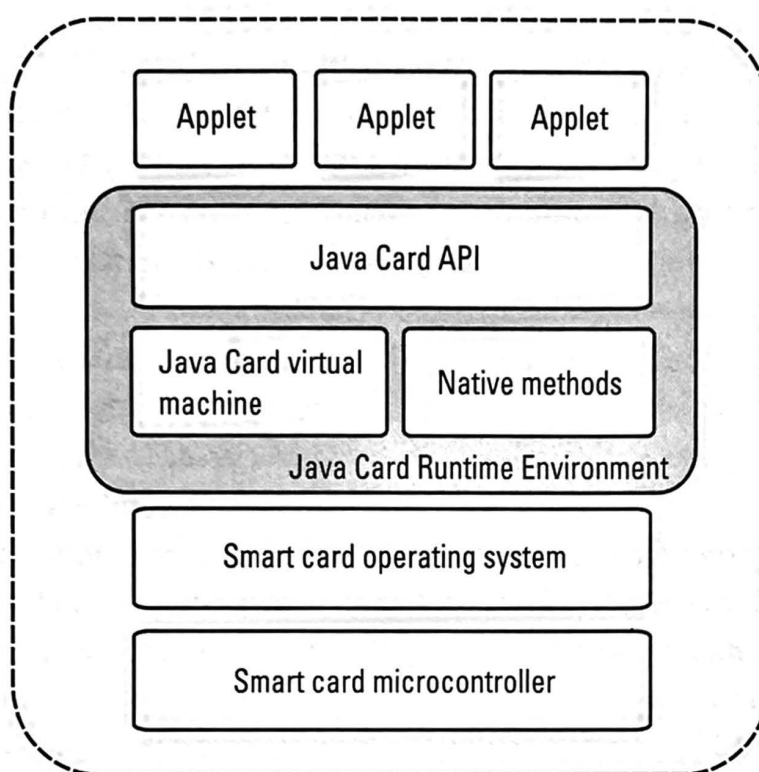 Applet Applet Applet
Java Card API
Java Card virtual
machine
Native methods
Java Card Runtime Environment
Smart card operating system
Smart card microcontroller